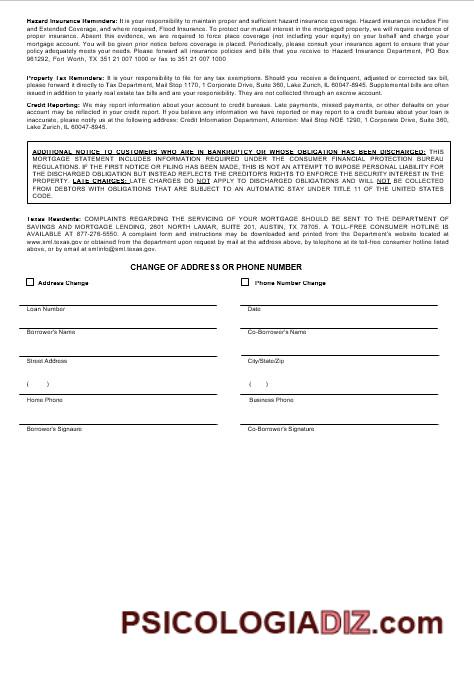 Hazard Insurance Reminders: It is your responsibility to maintain proper and sufficient hazard insurance coverage. Hazard insurance includes Fire
and Extended Coverage, and where required, Flood Insurance. To protect our mutual interest in the mortgaged property, we will require evidence of
proper insurance. Absent this evidence, we are required to force place coverage (not including your equity) on your behalf and charge your
mortgage account. You will be given prior notice before coverage is placed. Periodically, please consult your insurance agent to ensure that your
policy adequately meets your needs. Please forward all insurance policies and bills that you receive to Hazard Insurance Department, PO Box
961292, Fort Worth, TX 351 21 007 1000 or fax to 351 21 007 1000
Property Tax Reminders: It is your responsibility to file for any tax exemptions. Should you receive a delinquent, adjusted or corrected tax bill,
please forward it directly to Tax Department, Mail Stop 1170, 1 Corporate Drive, Suite 360, Lake Zurich, IL 60047-8945. Supplemental bills are often
issued in addition to yearly real estate tax bills and are your responsibility. They are not collected through an escrow account.
Credit Reporting: We may report information about your account to credit bureaus. Late payments, missed payments, or other defaults on your
account may be reflected in your credit report. If you believe any information we have reported or may report to a credit bureau about your loan is
inaccurate, please notify us at the following address: Credit Information Department, Attention: Mail Stop NOE 1290, 1 Corporate Drive, Suite 360,
Lake Zurich, IL 60047-8945.
ADDITIONAL NOTICE TO CUSTOMERS WHO ARE IN BANKRUPTCY OR WHOSE OBLIGATION HAS BEEN DISCHARGED: THIS
MORTGAGE STATEMENT INCLUDES INFORMATION REQUIRED UNDER THE CONSUMER FINANCIAL PROTECTION BUREAU
REGULATIONS. IF THE FIRST NOTICE OR FILING HAS BEEN MADE, THIS IS NOT AN ATTEMPT TO IMPOSE PERSONAL LIABILITY FOR
THE DISCHARGED OBLIGATION BUT INSTEAD REFLECTS THE CREDITOR'S RIGHTS TO ENFORCE THE SECURITY INTEREST IN THE
PROPERTY. LATE CHARGES: LATE CHARGES DO NOT APPLY TO DISCHARGED OBLIGATIONS AND WILL NOT BE COLLECTED
FROM DEBTORS WITH OBLIGATIONS THAT ARE SUBJECT TO AN AUTOMATIC STAY UNDER TITLE 11 OF THE UNITED STATES
CODE.
Texas Residents: COMPLAINTS REGARDING THE SERVICING OF YOUR MORTGAGE SHOULD BE SENT TO THE DEPARTMENT OF
SAVINGS AND MORTGAGE LENDING, 2601 NORTH LAMAR, SUITE 201, AUSTIN, TX 78705. A TOLL-FREE CONSUMER HOTLINE IS
AVAILABLE AT 877-276-5550. A complaint form and instructions may be downloaded and printed from the Department's website located at
www.sml.texas.gov or obtained from the department upon request by mail at the address above, by telephone at its toll-free consumer hotline listed
above, or by email at smlinfo@sml.texas.gov.
CHANGE OF ADDRESS OR PHONE NUMBER
Address Change Phone Number Change
Loan Number Date
Borrower's Name Co-Borrower's Name
Street Address City/State/Zip
( ) ( )
Home Phone Business Phone
Borrower's Signaure Co-Borrower's Signature
PSICOLOGIADIZ.com